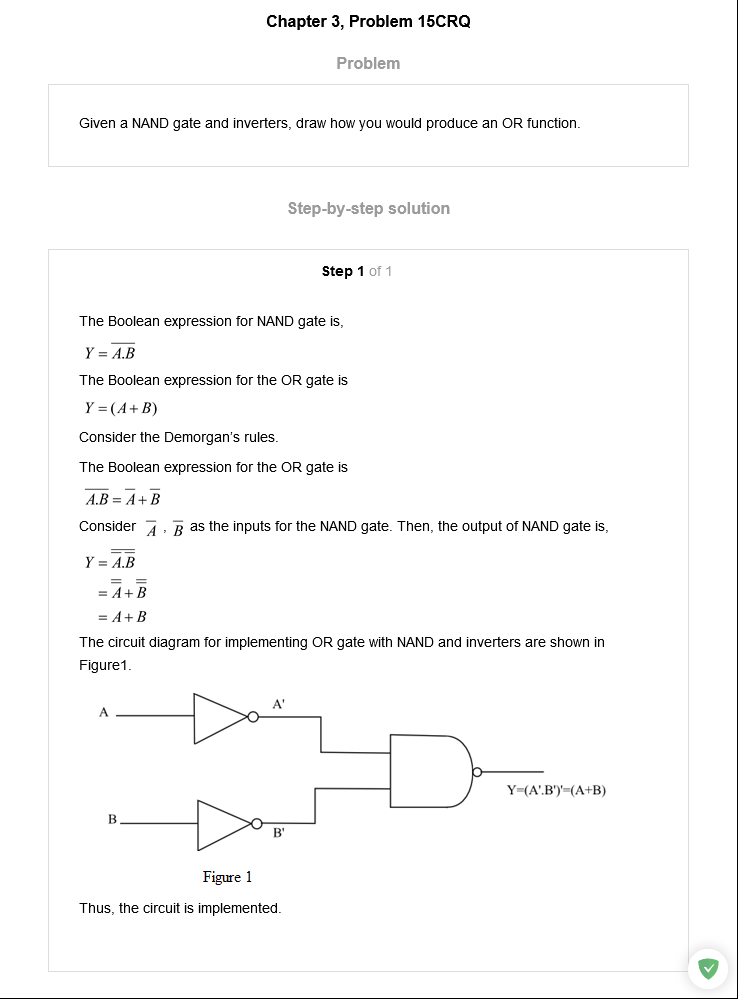 Chapter 3, Problem 15CRQ
Problem
Given a NAND gate and inverters, draw how you would produce an OR function.
Step-by-step solution
Step 1 of 1
The Boolean expression for NAND gate is,
Y = \overline{A.B}
The Boolean expression for the OR gate is
Y = (A + B)
Consider the Demorgan's rules.
The Boolean expression for the OR gate is
\overline{A.B} = \overline{A} + \overline{B}
Consider \overline{A} , \overline{B} as the inputs for the NAND gate. Then, the output of NAND gate is,
Y = \overline{\overline{A}.\overline{B}}
= \overline{\overline{A}} + \overline{\overline{B}}
= A + B
The circuit diagram for implementing OR gate with NAND and inverters are shown in
Figure1.
A
A'
B
B'
Y=(A'.B')'=(A+B)
Figure 1
Thus, the circuit is implemented.